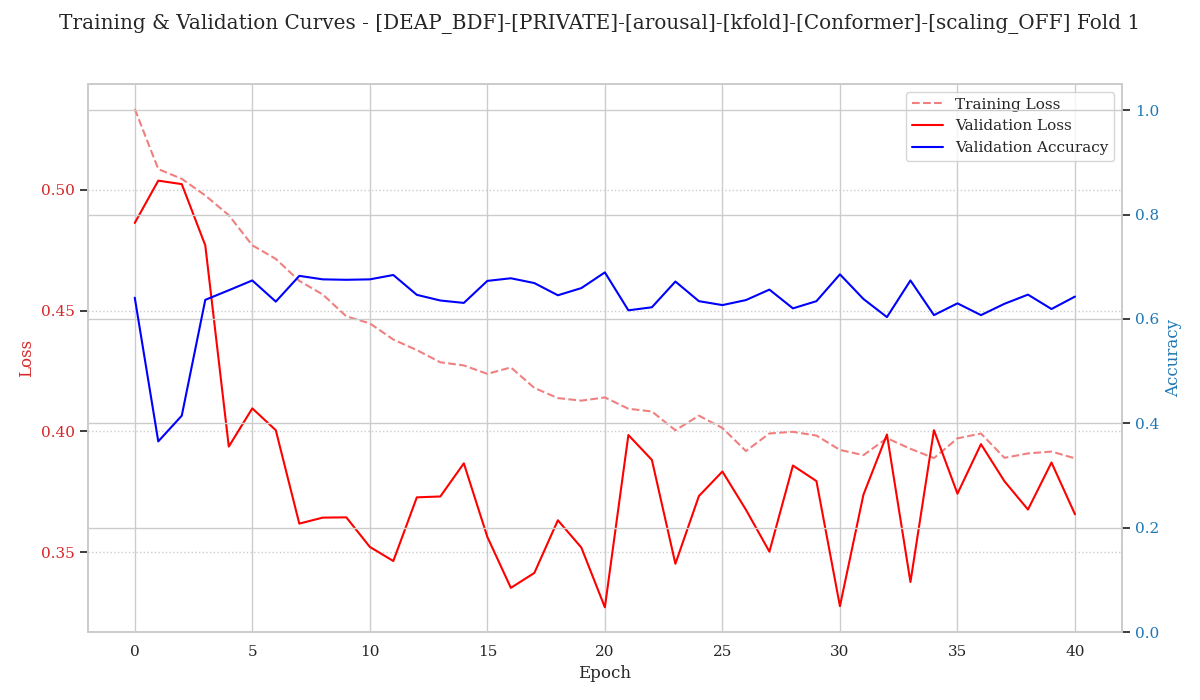 Training & Validation Curves - [DEAP_BDF]-[PRIVATE]-[arousal]-[kfold]-[Conformer]-[scaling_OFF] Fold 1
Training Loss
Validation Loss
Validation Accuracy
Loss
0.50
0.45
0.40
0.35
1.0
0.8
0.6
0.4
0.2
0.0
Accuracy
0 5 10 15 20 25 30 35 40
Epoch